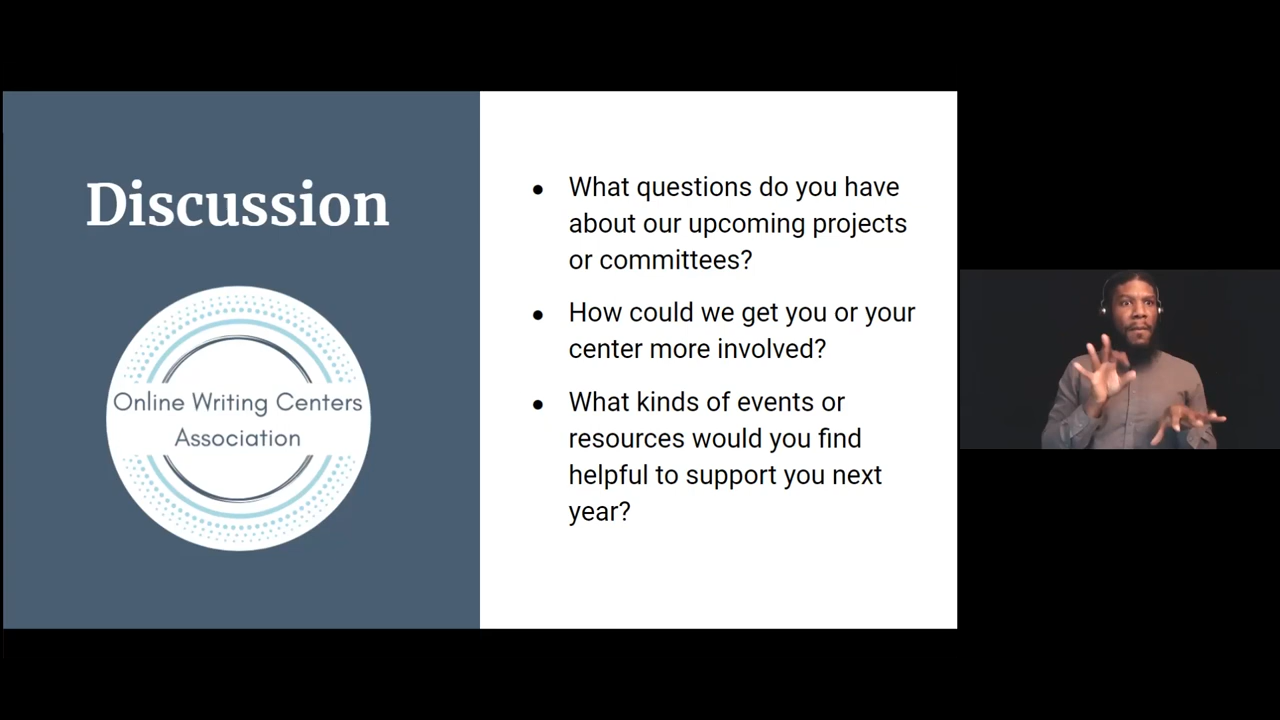 Discussion
Online Writing Centers
Association
● What questions do you have
about our upcoming projects
or committees?
● How could we get you or your
center more involved?
● What kinds of events or
resources would you find
helpful to support you next
year?